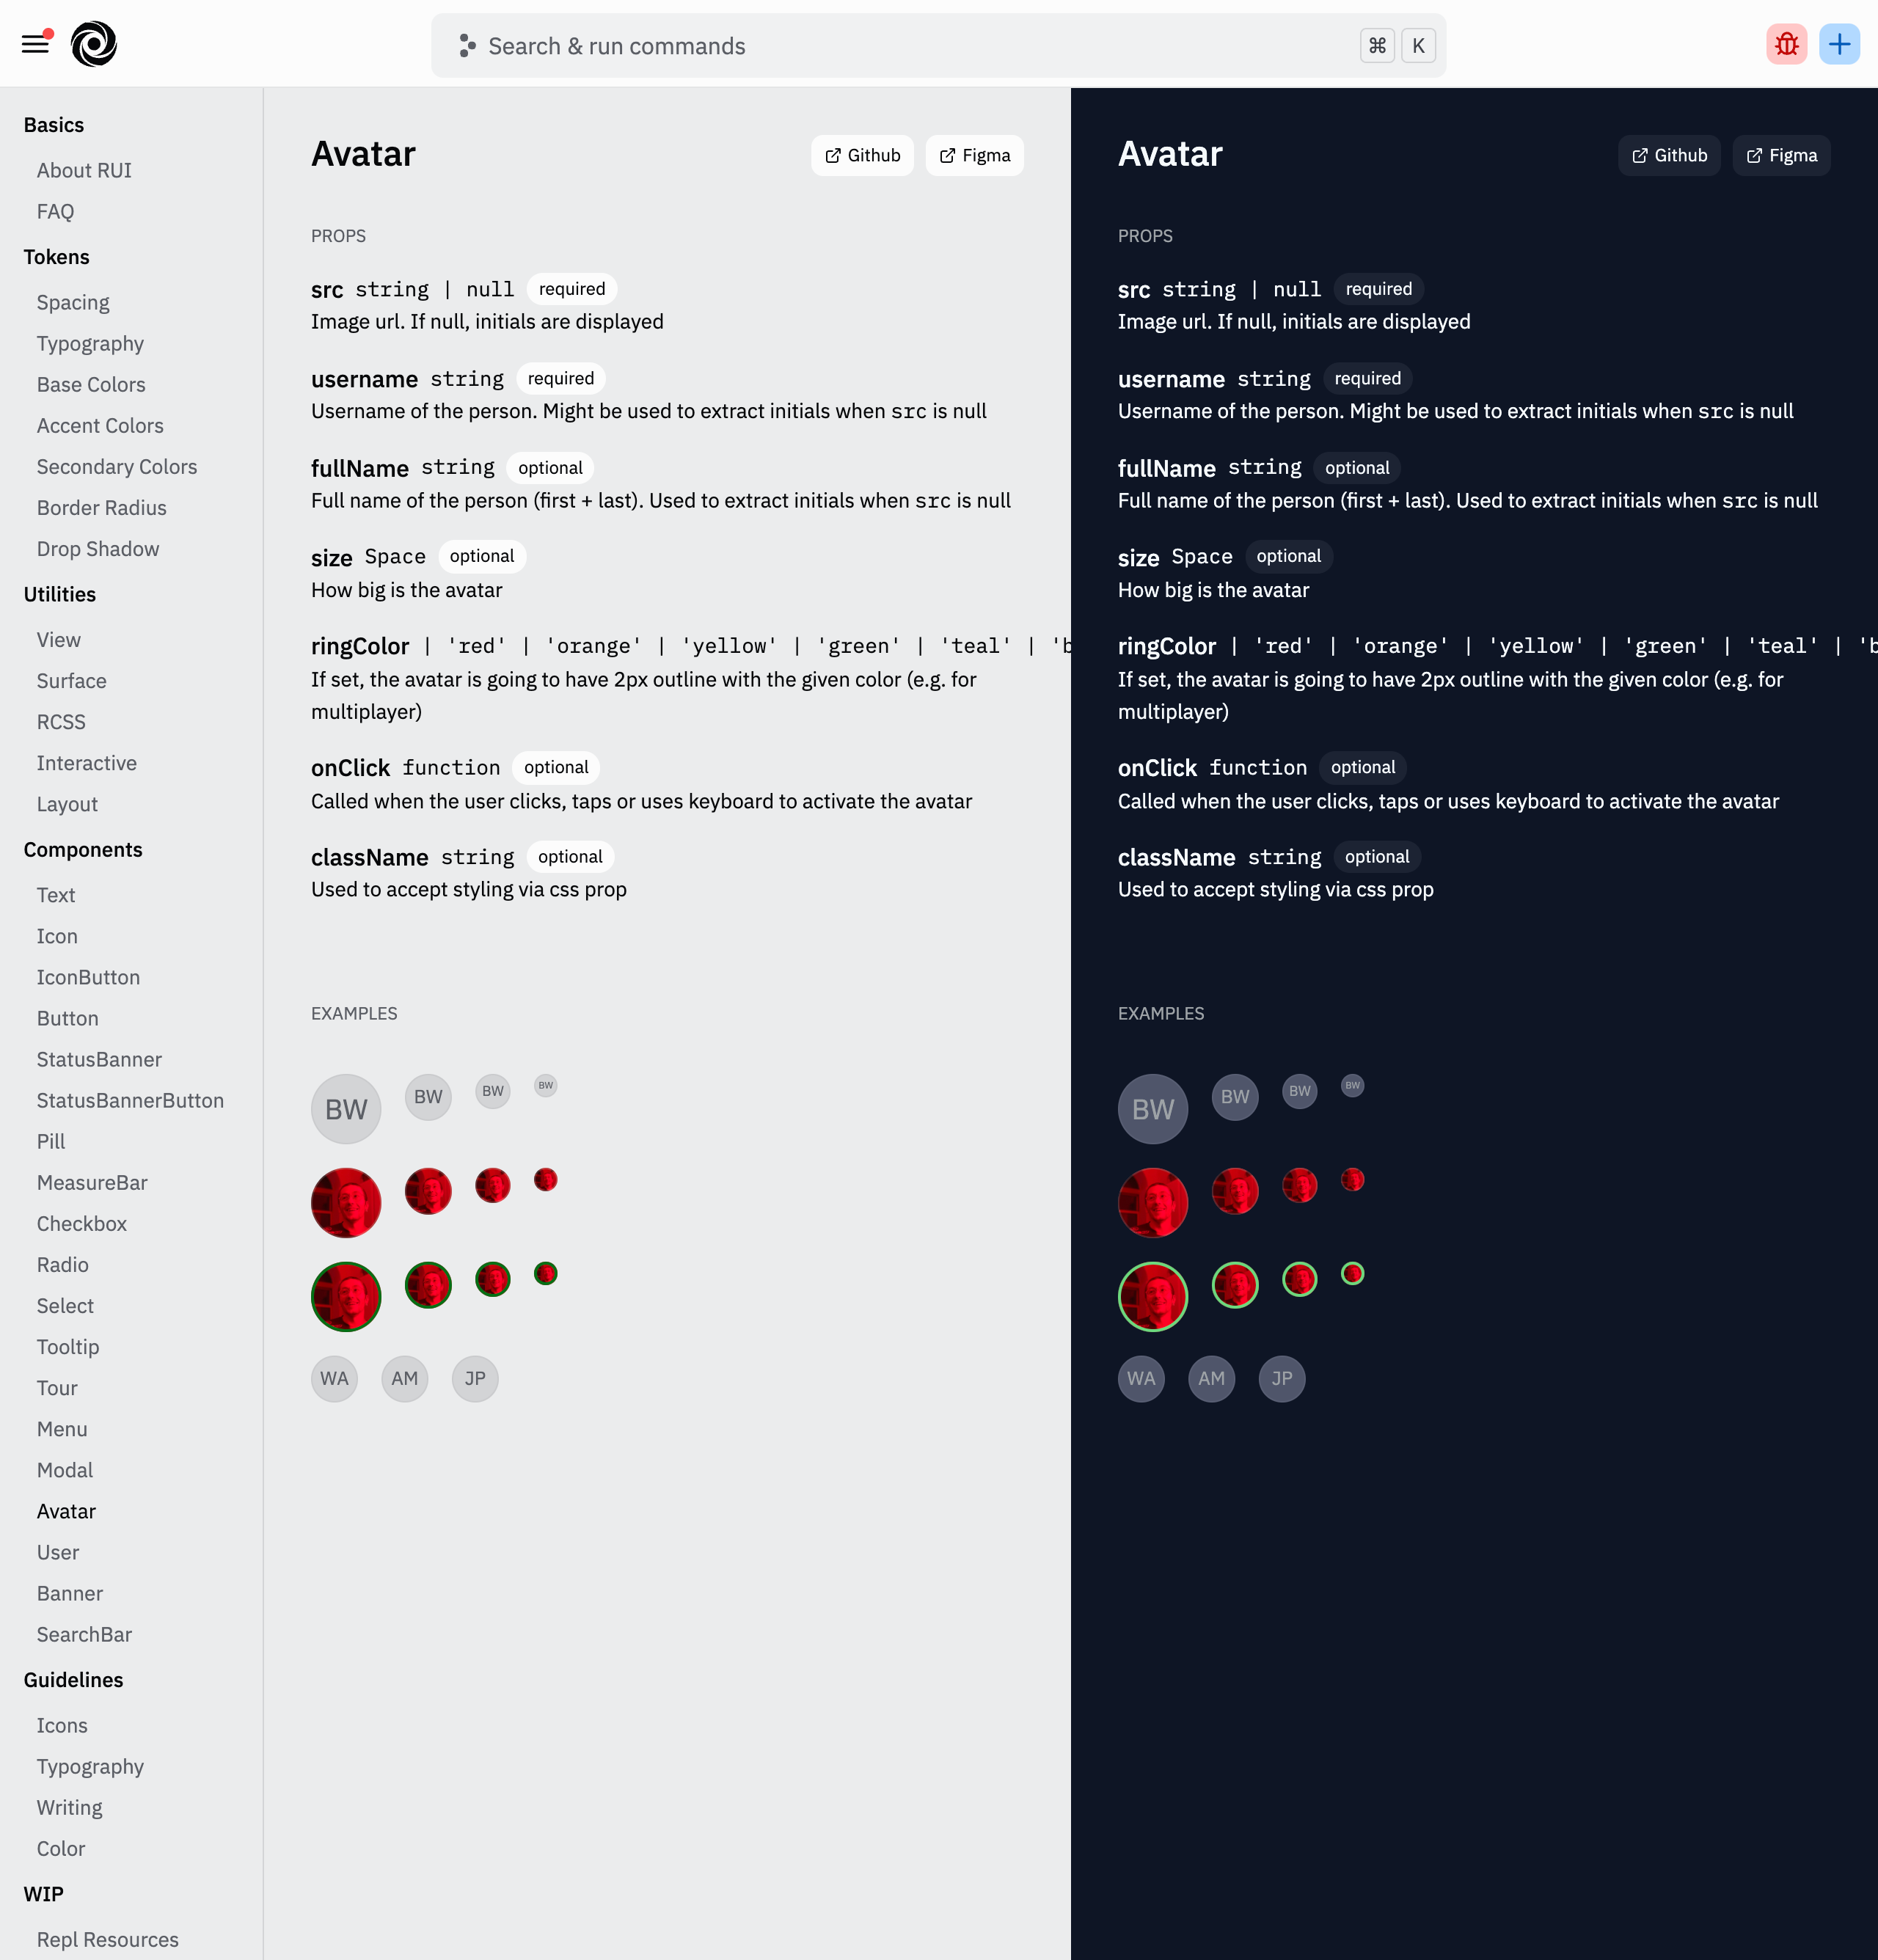 Search & run commands
⌘ K
Basics
About RUI
FAQ
Tokens
Spacing
Typography
Base Colors
Accent Colors
Secondary Colors
Border Radius
Drop Shadow
Utilities
View
Surface
RCSS
Interactive
Layout
Components
Text
Icon
IconButton
Button
StatusBanner
StatusBannerButton
Pill
MeasureBar
Checkbox
Radio
Select
Tooltip
Tour
Menu
Modal
Avatar
User
Banner
SearchBar
Guidelines
Icons
Typography
Writing
Color
WIP
Repl Resources
Avatar
Github
Figma
PROPS
src string | null required
Image url. If null, initials are displayed
username string required
Username of the person. Might be used to extract initials when src is null
fullName string optional
Full name of the person (first + last). Used to extract initials when src is null
size Space optional
How big is the avatar
ringColor | 'red' | 'orange' | 'yellow' | 'green' | 'teal' | 'b
If set, the avatar is going to have 2px outline with the given color (e.g. for
multiplayer)
onClick function optional
Called when the user clicks, taps or uses keyboard to activate the avatar
className string optional
Used to accept styling via css prop
EXAMPLES
BW BW BW BW
WA AM JP
Avatar
Github
Figma
PROPS
src string | null required
Image url. If null, initials are displayed
username string required
Username of the person. Might be used to extract initials when src is null
fullName string optional
Full name of the person (first + last). Used to extract initials when src is null
size Space optional
How big is the avatar
ringColor | 'red' | 'orange' | 'yellow' | 'green' | 'teal' | 'b
If set, the avatar is going to have 2px outline with the given color (e.g. for
multiplayer)
onClick function optional
Called when the user clicks, taps or uses keyboard to activate the avatar
className string optional
Used to accept styling via css prop
EXAMPLES
BW BW BW BW
WA AM JP